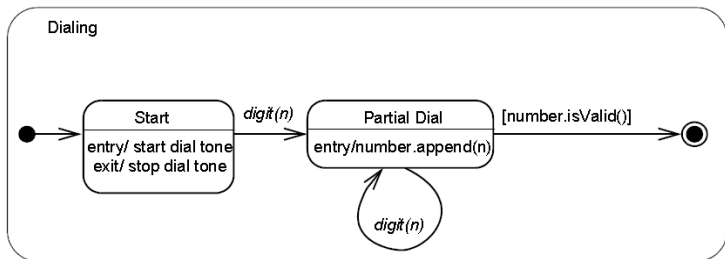 Dialing
Start
entry/ start dial tone
exit/ stop dial tone
digit(n)
Partial Dial
entry/number.append(n)
digit(n)
[number.isValid()]